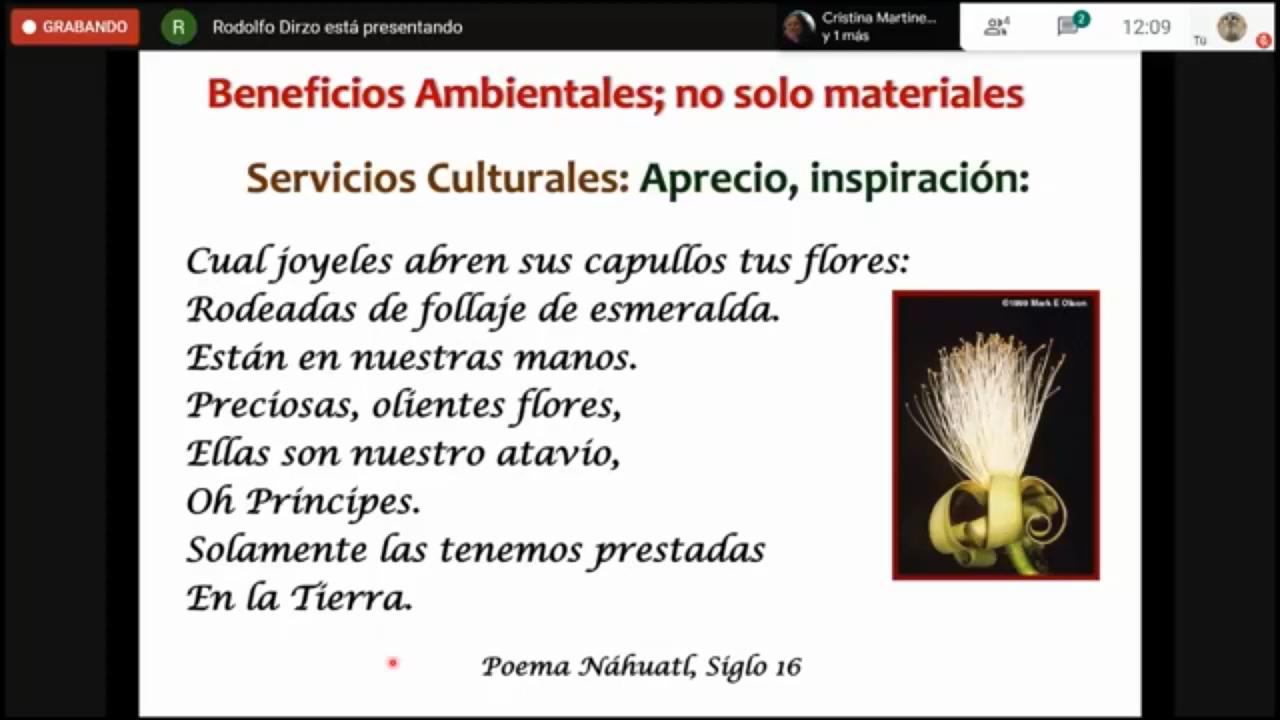 GRABANDO
R
Rodolfo Dirzo está presentando
Cristina Martine...
y 1 más
4
2
12:09
Tú
Beneficios Ambientales; no solo materiales
Servicios Culturales: Aprecio, inspiración:
Cual joyeles abren sus capullos tus flores:
Rodeadas de follaje de esmeralda.
Están en nuestras manos.
Preciosas, olientes flores,
Ellas son nuestro atavío,
Oh Príncipes.
Solamente las tenemos prestadas
En la Tierra.
©1999 Mark E Olson
Poema Náhuatl, Siglo 16